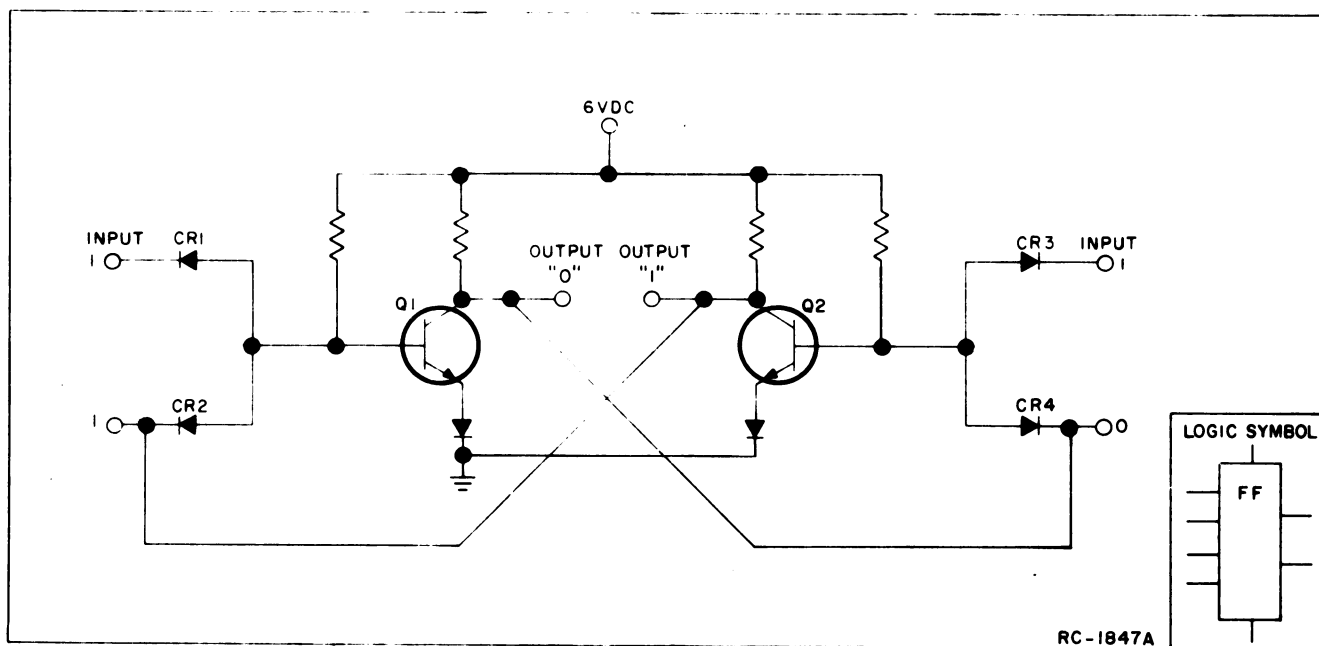 6VDC
INPUT CR1
1
OUTPUT "0"
OUTPUT "1"
CR3 INPUT
1
Q1
Q2
CR2
1
CR4
0
LOGIC SYMBOL
FF
RC-1847A